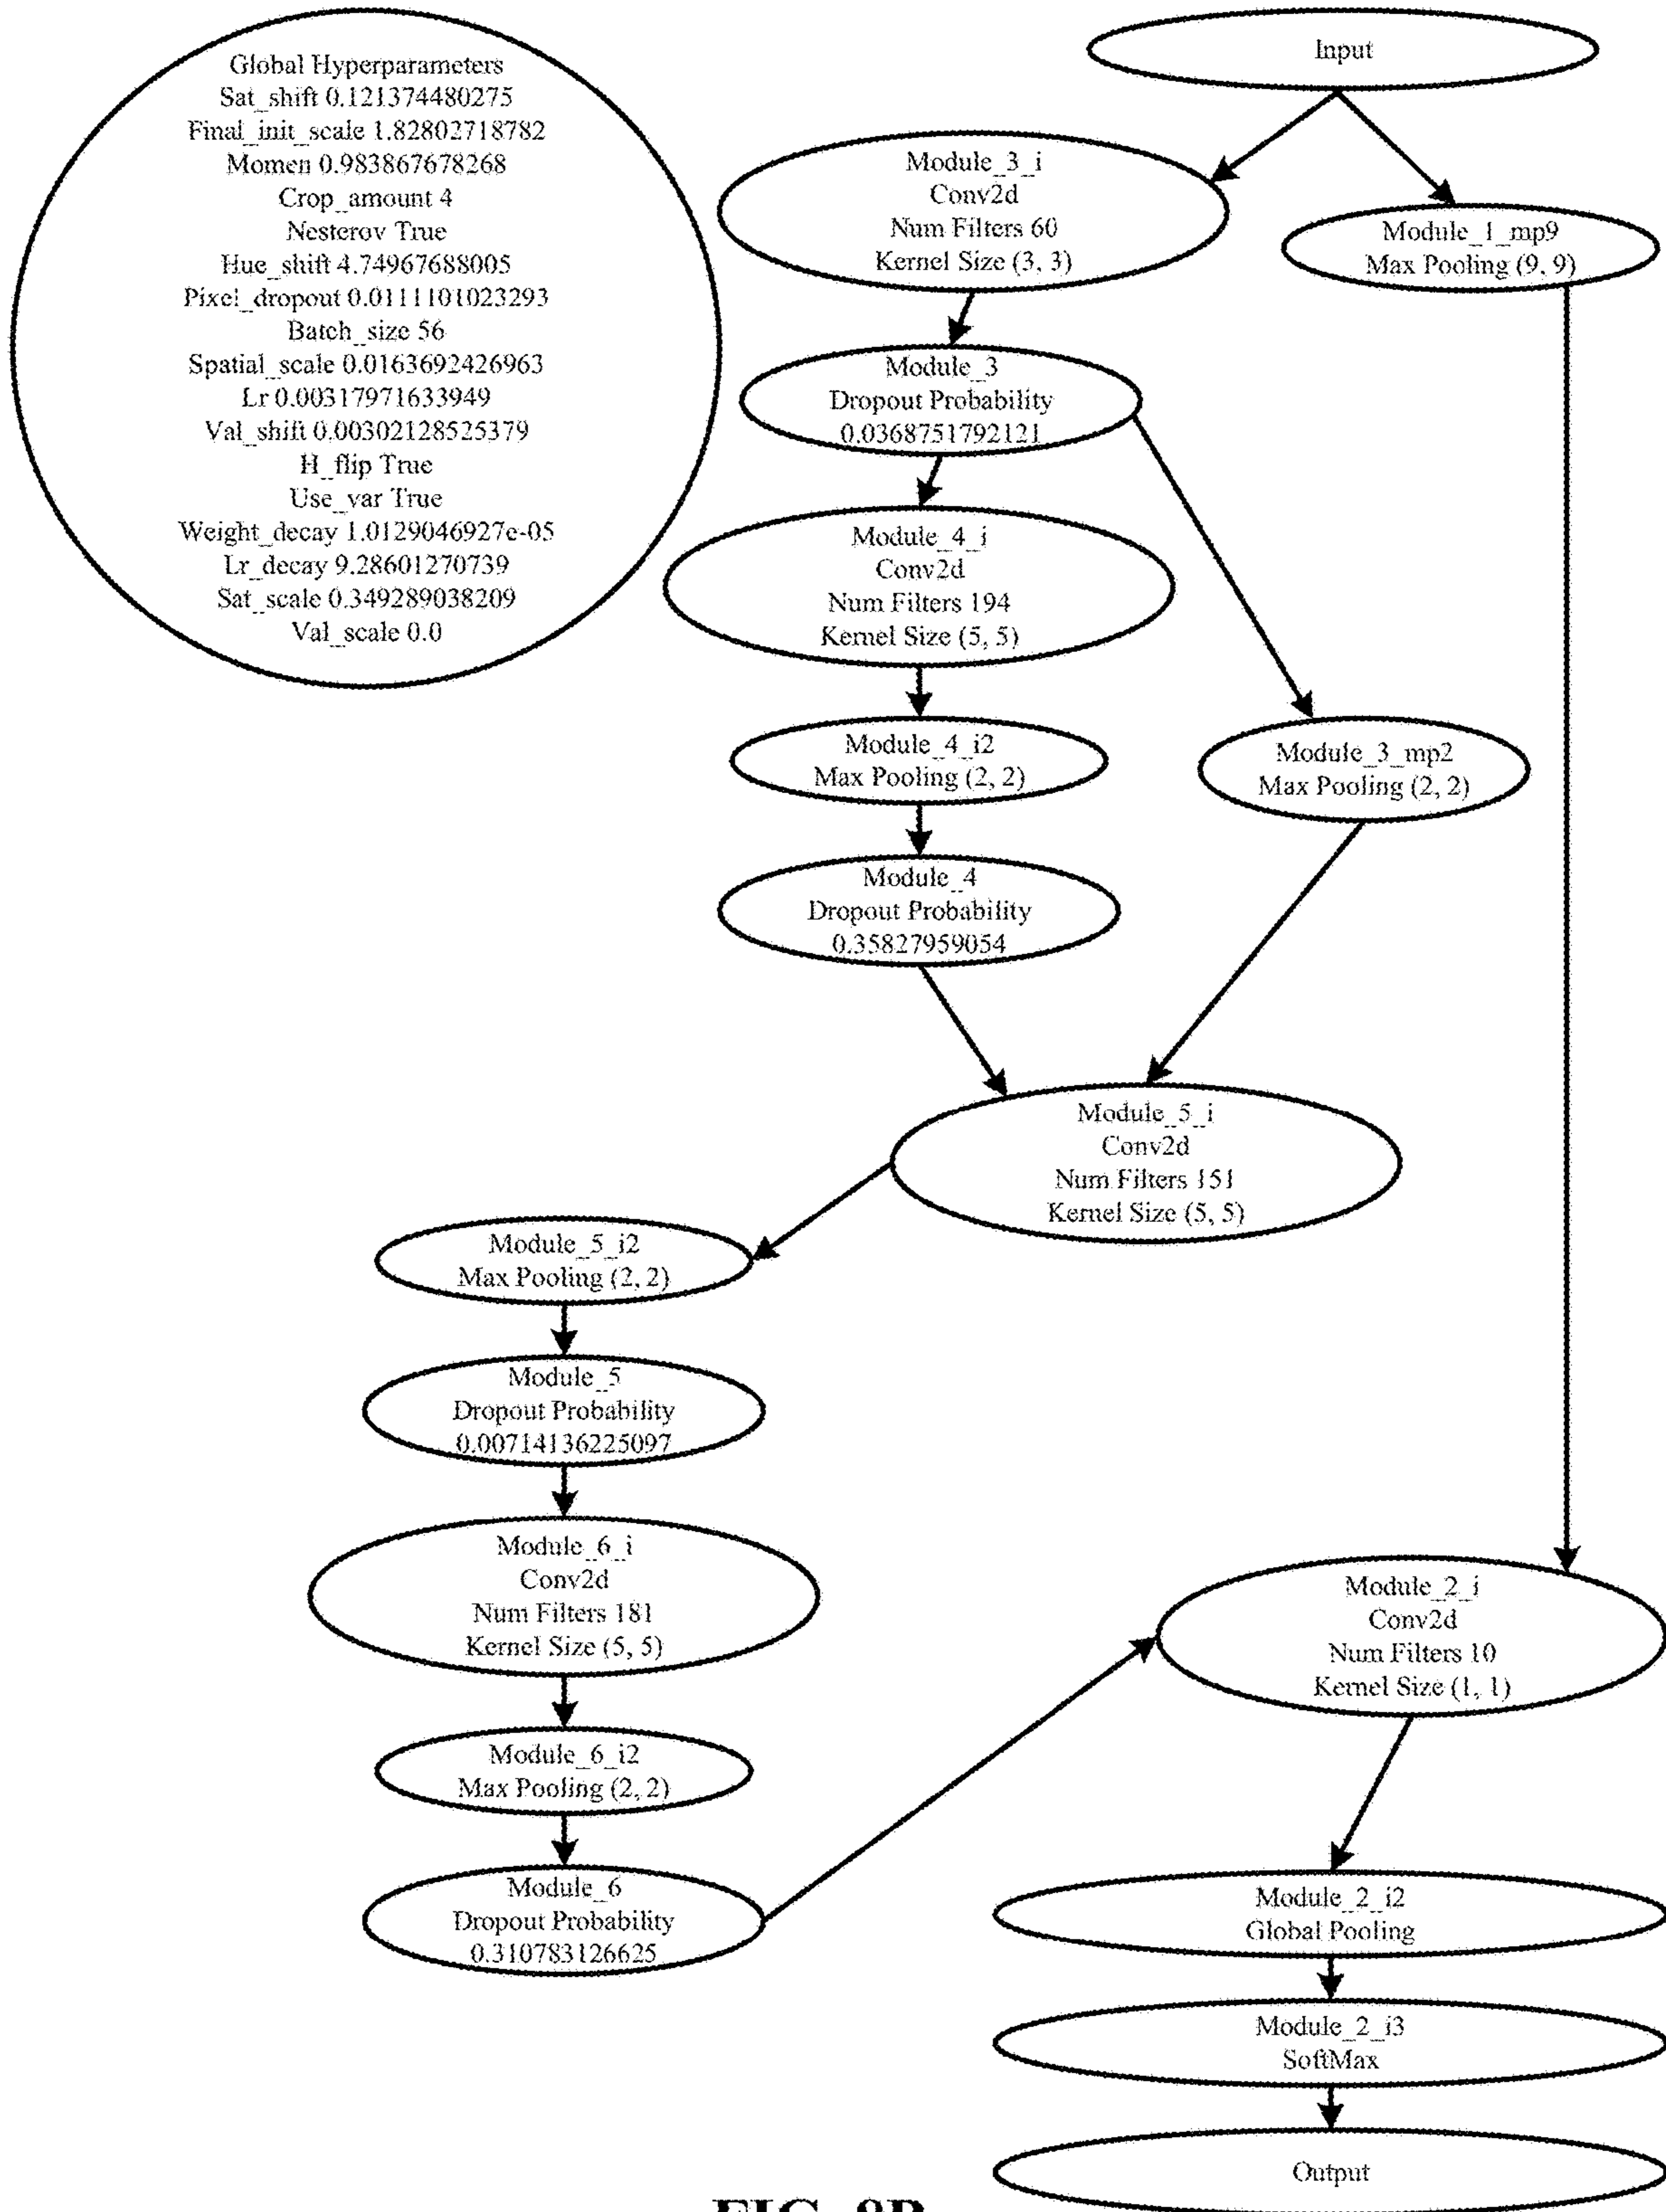 Global Hyperparameters
Sat_shift 0.121374480275
Final_init_scale 1.82802718782
Momen 0.983867678268
Crop_amount 4
Nesterov True
Hue_shift 4.74967688005
Pixel_dropout 0.0111101023293
Batch_size 56
Spatial_scale 0.0163692426963
Lr 0.00317971633949
Val_shift 0.00302128525379
H_flip True
Use_var True
Weight_decay 1.0129046927e-05
Lr_decay 9.28601270739
Sat_scale 0.349289038209
Val_scale 0.0
Input
Module_3_i
Conv2d
Num Filters 60
Kernel Size (3, 3)
Module_1_mp9
Max Pooling (9, 9)
Module_3
Dropout Probability
0.0368751792121
Module_4_i
Conv2d
Num Filters 194
Kernel Size (5, 5)
Module_4_i2
Max Pooling (2, 2)
Module_3_mp2
Max Pooling (2, 2)
Module_4
Dropout Probability
0.35827959054
Module_5_i
Conv2d
Num Filters 151
Kernel Size (5, 5)
Module_5_i2
Max Pooling (2, 2)
Module_5
Dropout Probability
0.00714136225097
Module_6_i
Conv2d
Num Filters 181
Kernel Size (5, 5)
Module_6_i2
Max Pooling (2, 2)
Module_6
Dropout Probability
0.310783126625
Module_2_i
Conv2d
Num Filters 10
Kernel Size (1, 1)
Module_2_i2
Global Pooling
Module_2_i3
SoftMax
Output